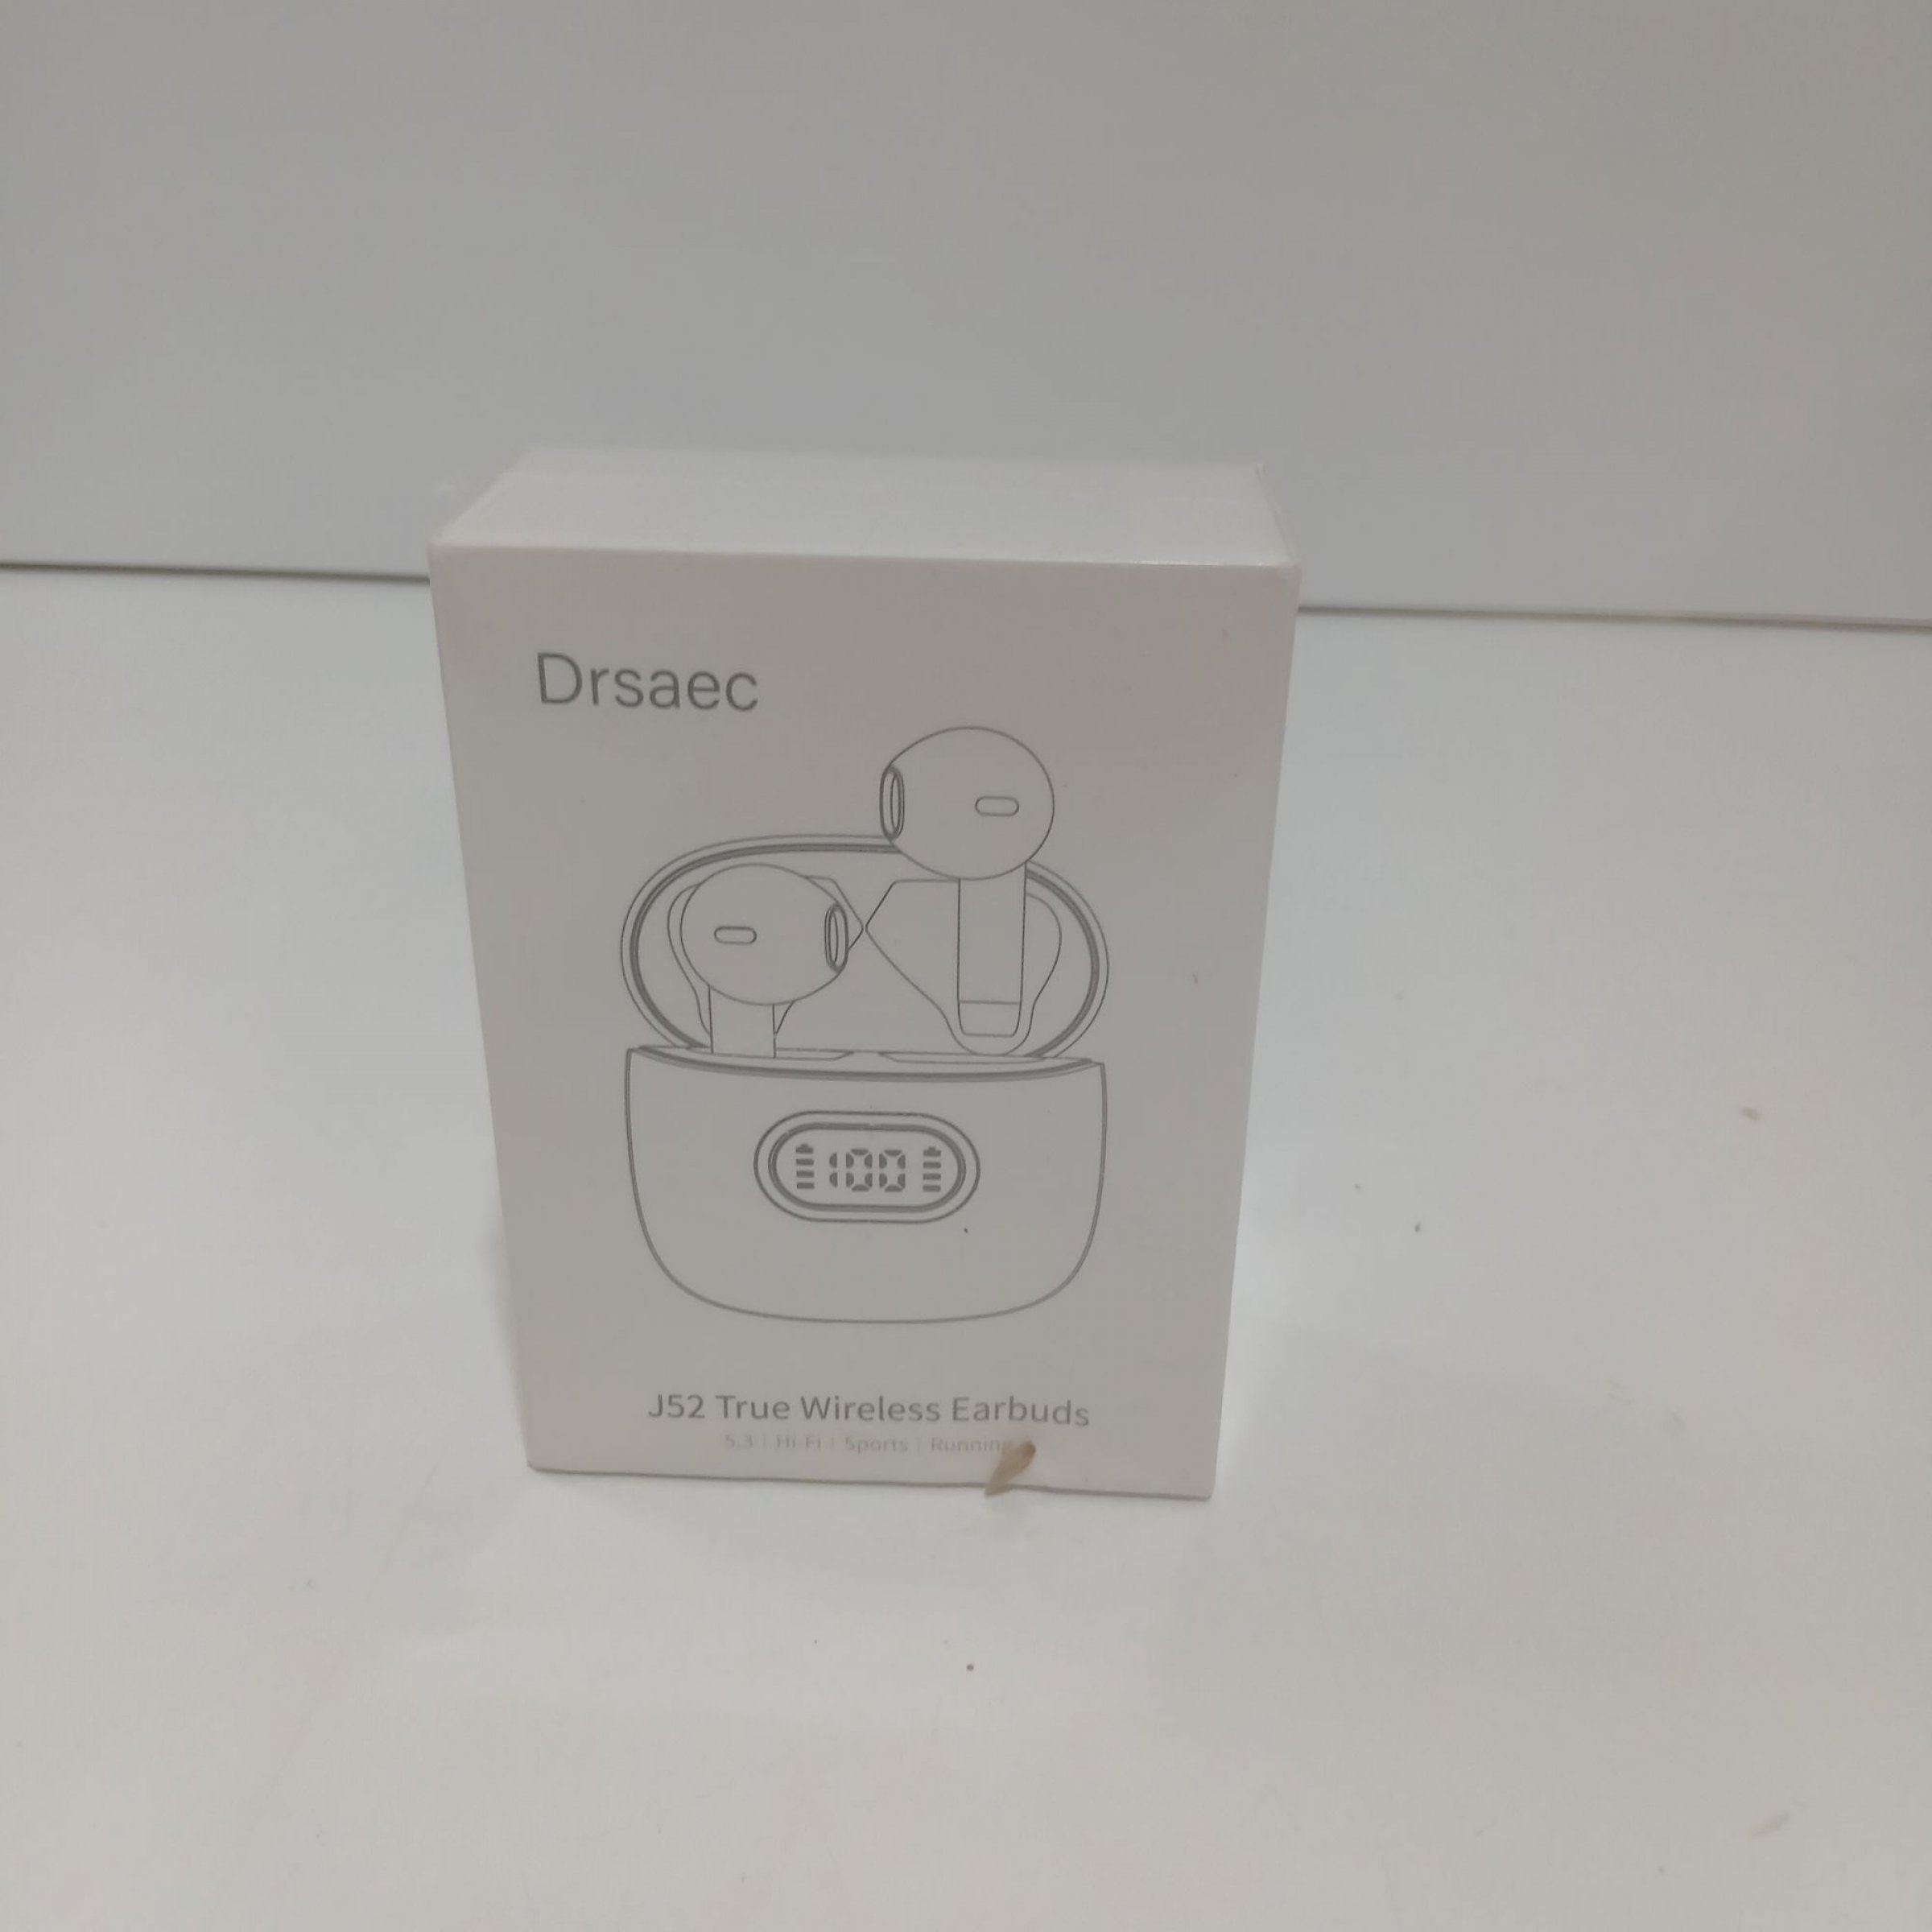 Drsaec
100
J52 True Wireless Earbuds
5.3 | Hi-Fi | Sports | Running